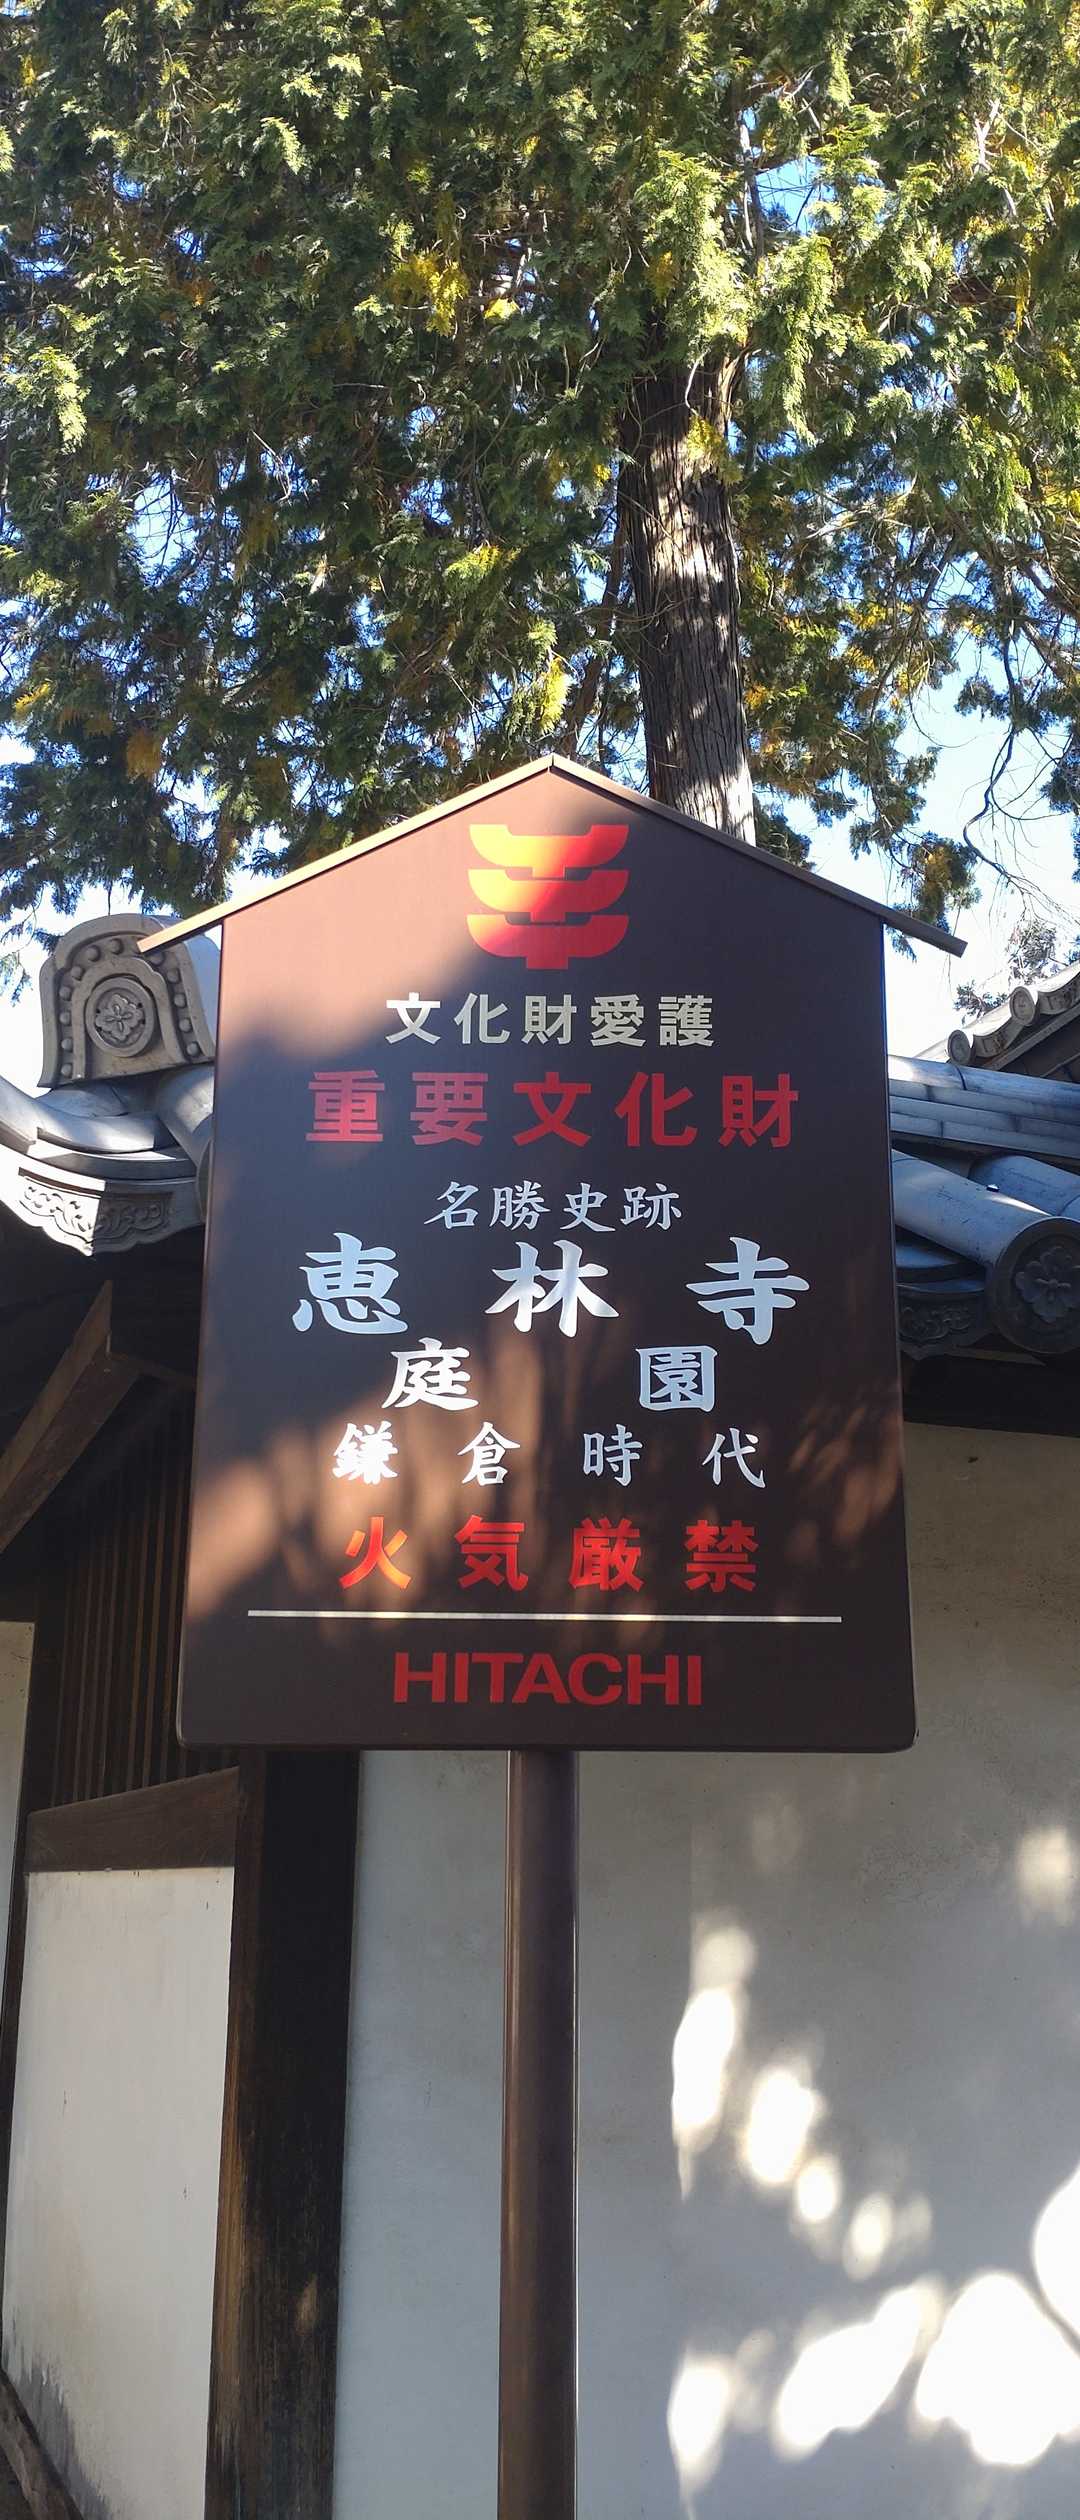 文化財愛護
重要文化財
名勝史跡
恵林寺
庭園
鎌倉時代
火気厳禁
HITACHI